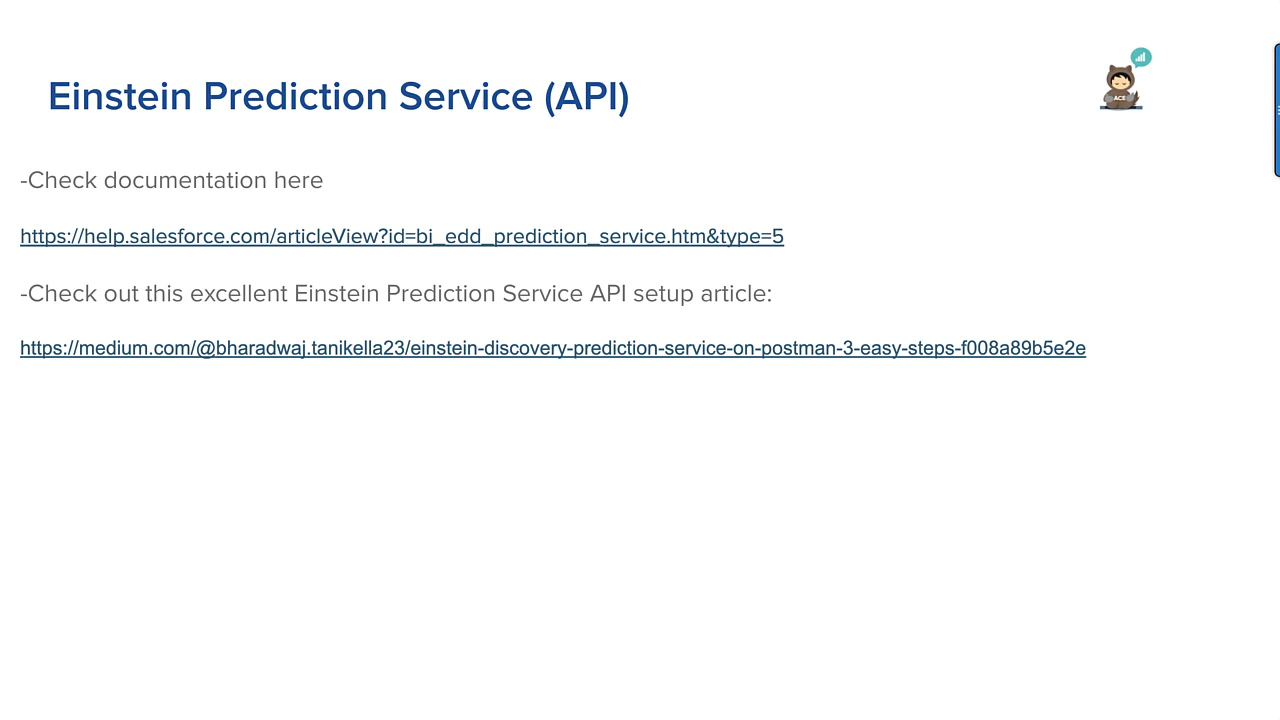 Einstein Prediction Service (API)
ACE
-Check documentation here
https://help.salesforce.com/articleView?id=bi_edd_prediction_service.htm&type=5
-Check out this excellent Einstein Prediction Service API setup article:
https://medium.com/@bharadwaj.tanikella23/einstein-discovery-prediction-service-on-postman-3-easy-steps-f008a89b5e2e